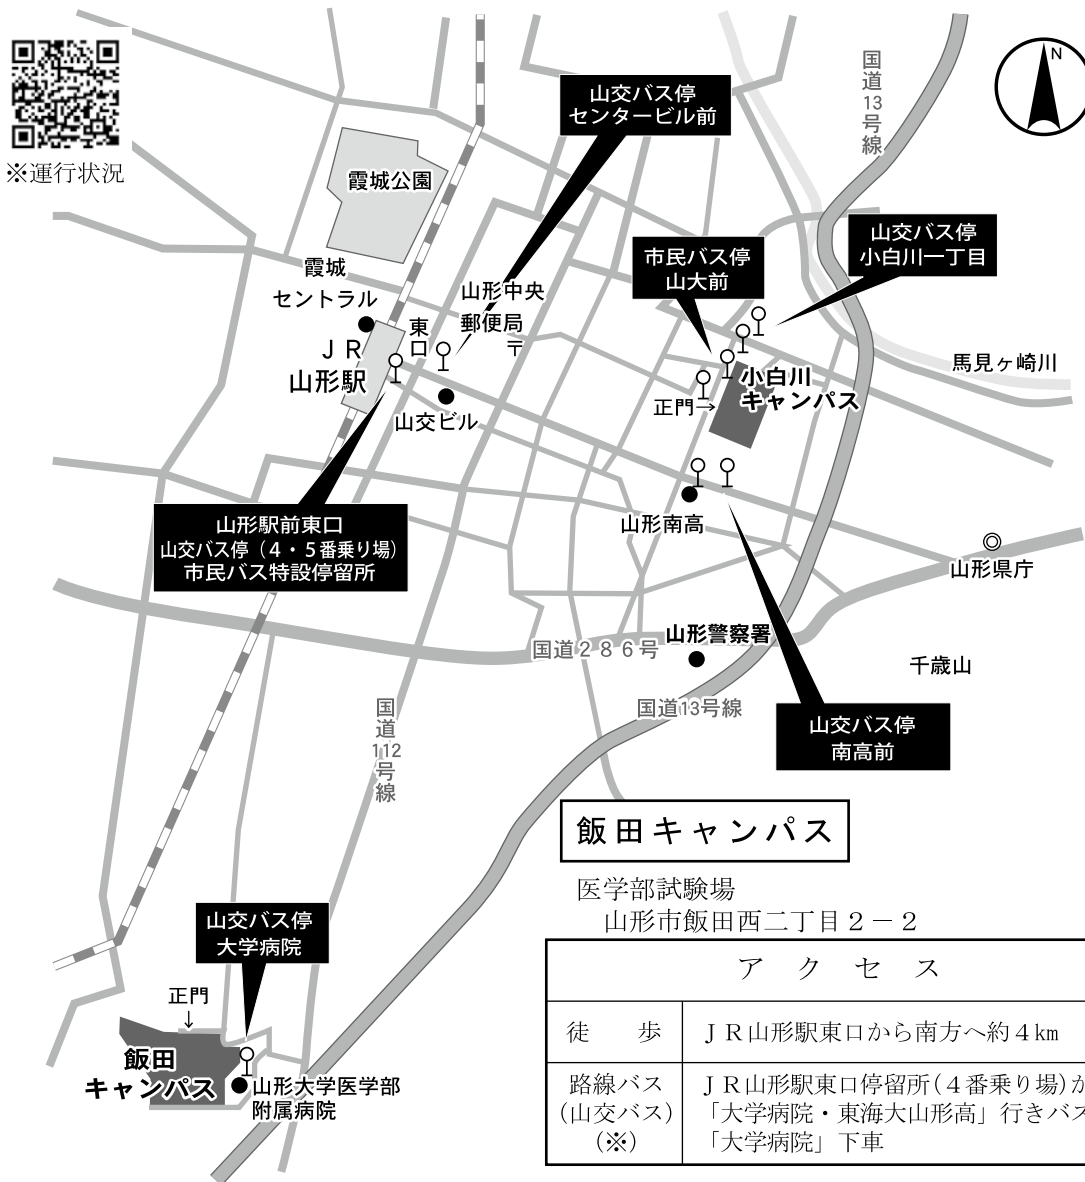 ※運行状況
N
国道13号線
山交バス停
センタービル前
霞城公園
山交バス停
小白川一丁目
市民バス停
山大前
霞城
セントラル
山形中央
郵便局
〒
東口
ＪＲ
山形駅
馬見ヶ崎川
小白川
キャンパス
正門→
山交ビル
山形南高
山形駅前東口
山交バス停（４・５番乗り場）
市民バス特設停留所
山形県庁
国道２８６号
山形警察署
千歳山
国道13号線
国道112号線
山交バス停
南高前
飯田キャンパス
医学部試験場
山形市飯田西二丁目２－２
アクセス
徒歩
ＪＲ山形駅東口から南方へ約４㎞
路線バス
(山交バス)
(※)
ＪＲ山形駅東口停留所(４番乗り場)か
「大学病院・東海大山形高」行きバス
「大学病院」下車
山交バス停
大学病院
正門
↓
飯田
キャンパス
山形大学医学部
附属病院